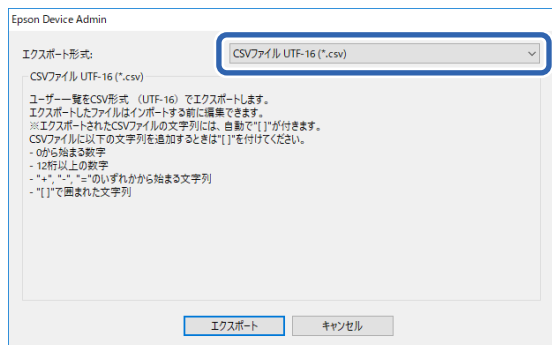 Epson Device Admin
エクスポート形式:
CSVファイル UTF-16 (*.csv)
CSVファイル UTF-16 (*.csv)
ユーザー一覧をCSV形式 （UTF-16）でエクスポートします。
エクスポートしたファイルはインポートする前に編集できます。
※エクスポートされたCSVファイルの文字列には、自動で"[ ]"が付きます。
CSVファイルに以下の文字列を追加するときは"[ ]"を付けてください。
- 0から始まる数字
- 12桁以上の数字
- "+", "-", "="のいずれかから始まる文字列
- "[ ]"で囲まれた文字列
エクスポート
キャンセル